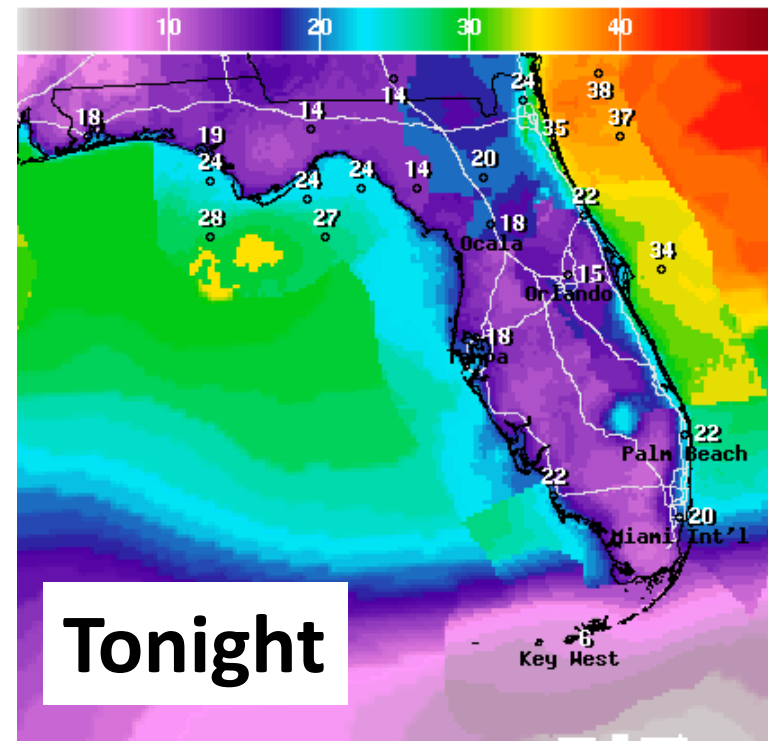 10 20 30 40
24 38
18 14 14 37
19 35
24 24 24 14 20
22
28 27 18
Ocala
34
15
Orlando
18
Tampa
22
Palm Beach
22
20
Miami Int'l
Tonight
6
Key West